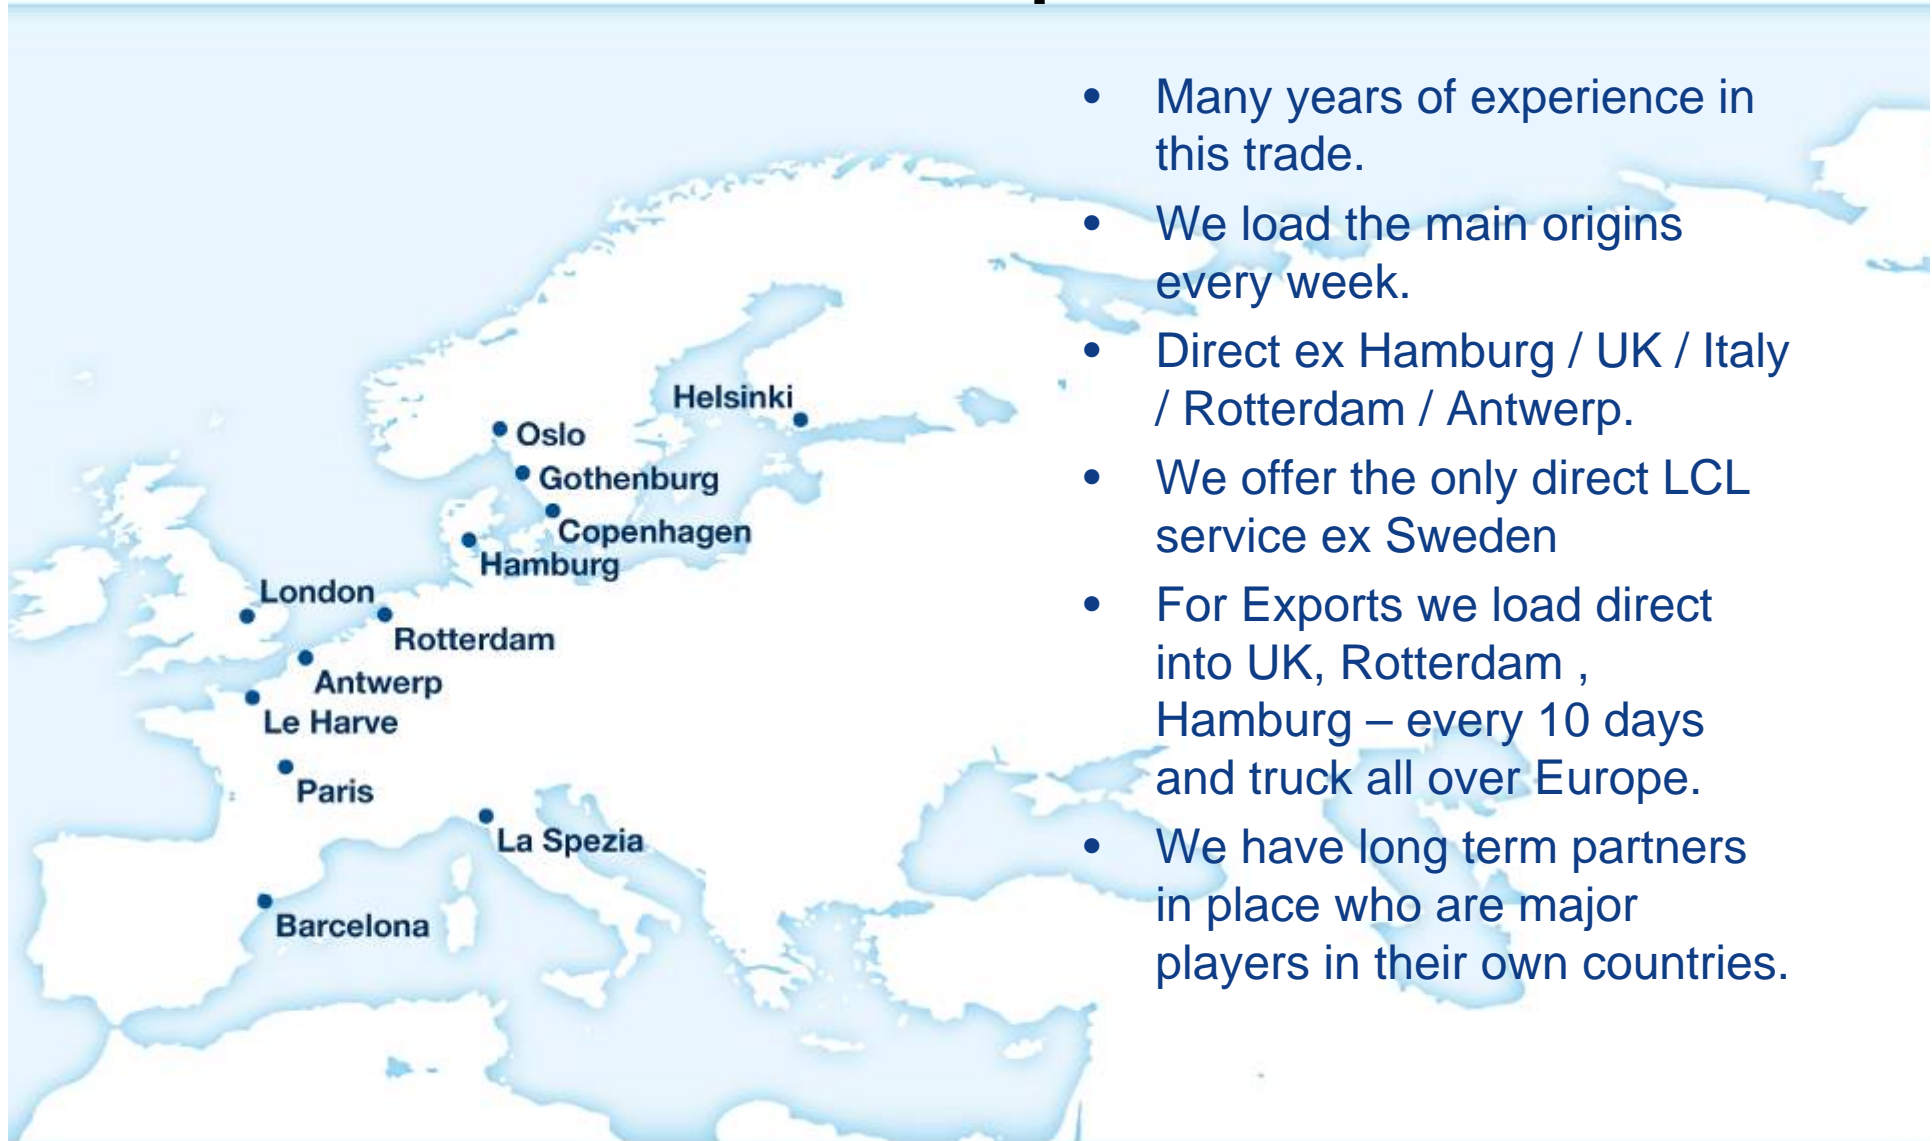 Helsinki
Oslo
Gothenburg
Copenhagen
Hamburg
London
Rotterdam
Antwerp
Le Harve
Paris
La Spezia
Barcelona
• Many years of experience in
this trade.
• We load the main origins
every week.
• Direct ex Hamburg / UK / Italy
/ Rotterdam / Antwerp.
• We offer the only direct LCL
service ex Sweden
• For Exports we load direct
into UK, Rotterdam ,
Hamburg – every 10 days
and truck all over Europe.
• We have long term partners
in place who are major
players in their own countries.